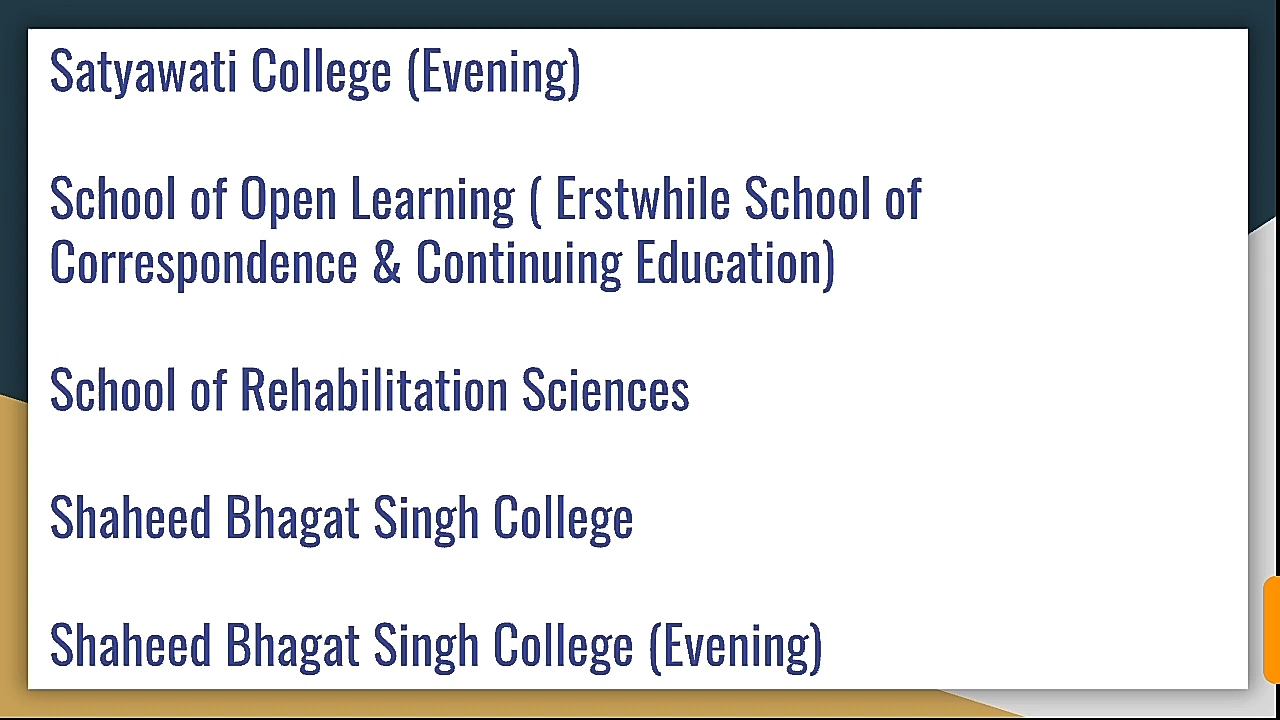 Satyawati College (Evening)
School of Open Learning ( Erstwhile School of
Correspondence & Continuing Education)
School of Rehabilitation Sciences
Shaheed Bhagat Singh College
Shaheed Bhagat Singh College (Evening)